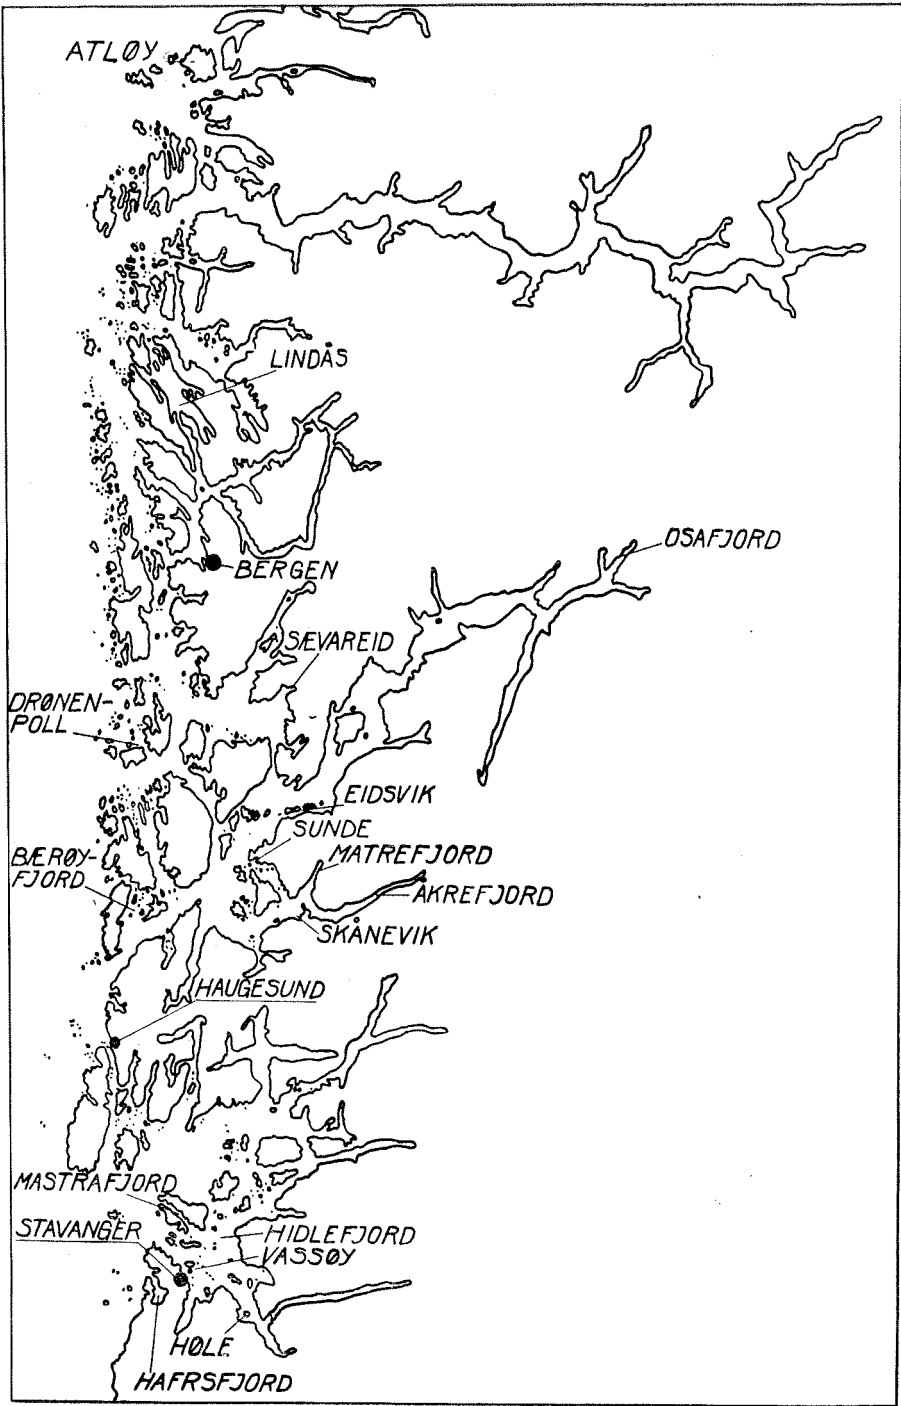 ATLØY
LINDÅS
BERGEN
OSAFJORD
SÆVAREID
DRØNEN-
POLL
EIDSVIK
SUNDE
MATREFJORD
BÆRØY-
FJORD
ÅKREFJORD
SKÅNEVIK
HAUGESUND
MASTRAFJORD
STAVANGER
HIDLEFJORD
VASSØY
HØLE
HAFRSFJORD